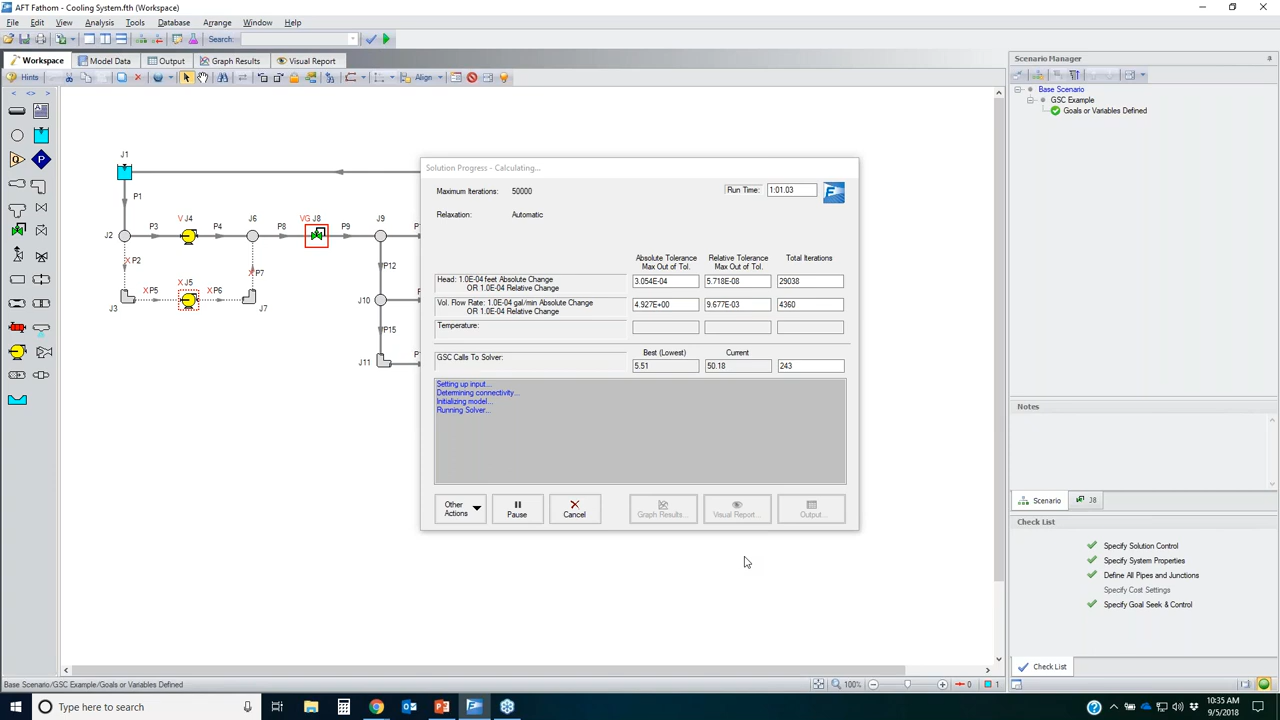 AFT Fathom - Cooling System.fth (Workspace)
File Edit View Analysis Tools Database Arrange Window Help
Search:
Workspace Model Data Output Graph Results Visual Report
Hints Align
Scenario Manager
Base Scenario
GSC Example
Goals or Variables Defined
J1
P1
J2 P3 V J4 P4 J6 P8 VG J8 P9 J9
X P2 X P7 P12
J3 X P5 X J5 X P6 J7 J10
P15
J11
Solution Progress - Calculating...
Maximum Iterations: 50000
Run Time: 1:01.03
Relaxation: Automatic
Absolute Tolerance Relative Tolerance Total Iterations
Max Out of Tol. Max Out of Tol.
Head: 1.0E-04 feet Absolute Change 3.054E-04 5.718E-08 29038
OR 1.0E-04 Relative Change
Vol. Flow Rate: 1.0E-04 gal/min Absolute Change 4.927E+00 9.677E-03 4360
OR 1.0E-04 Relative Change
Temperature:
Best (Lowest) Current
GSC Calls To Solver: 5.51 50.18 243
Setting up input...
Determining connectivity...
Initializing model...
Running Solver...
Other Actions Pause Cancel Graph Results... Visual Report... Output...
Notes
Scenario J8
Check List
Specify Solution Control
Specify System Properties
Define All Pipes and Junctions
Specify Cost Settings
Specify Goal Seek & Control
Check List
Base Scenario/GSC Example/Goals or Variables Defined
100% 0 1
Type here to search
10:35 AM
9/5/2018